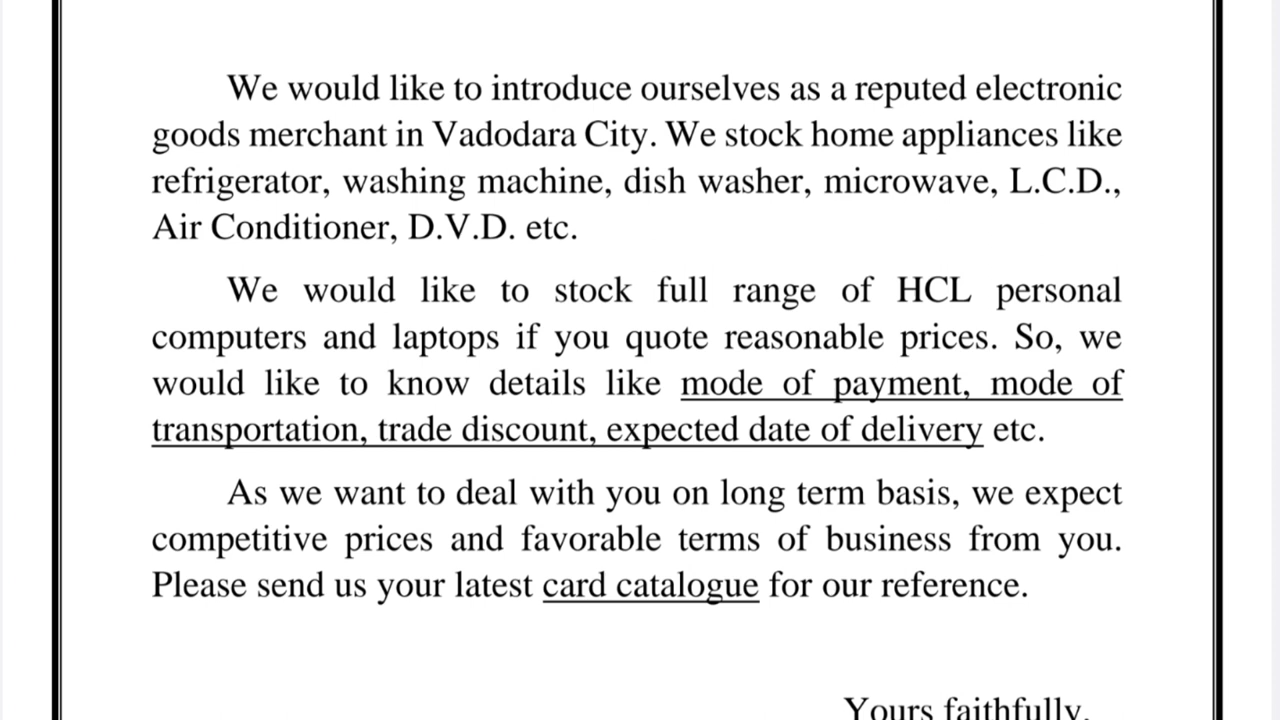 We would like to introduce ourselves as a reputed electronic
goods merchant in Vadodara City. We stock home appliances like
refrigerator, washing machine, dish washer, microwave, L.C.D.,
Air Conditioner, D.V.D. etc.
We would like to stock full range of HCL personal
computers and laptops if you quote reasonable prices. So, we
would like to know details like mode of payment, mode of
transportation, trade discount, expected date of delivery etc.
As we want to deal with you on long term basis, we expect
competitive prices and favorable terms of business from you.
Please send us your latest card catalogue for our reference.
Yours faithfully,